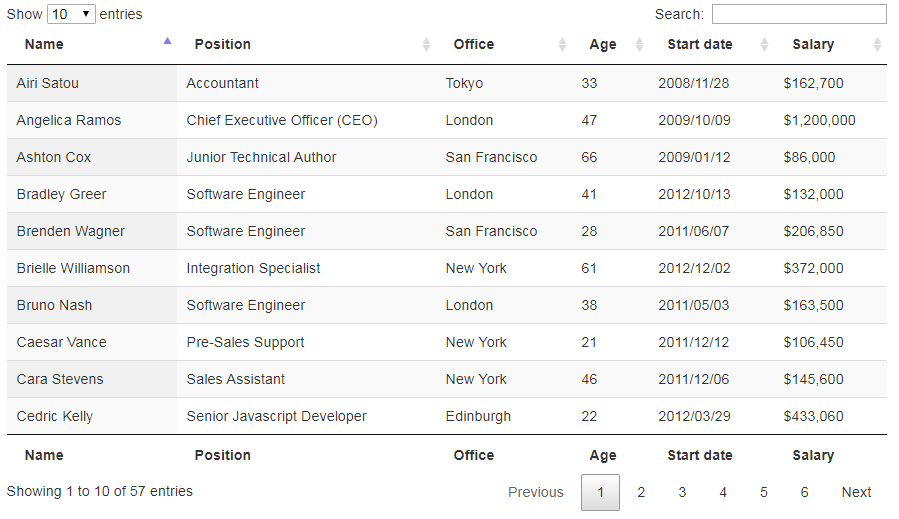 Show 10 entries Search:
Name Position Office Age Start date Salary
Airi Satou Accountant Tokyo 33 2008/11/28 $162,700
Angelica Ramos Chief Executive Officer (CEO) London 47 2009/10/09 $1,200,000
Ashton Cox Junior Technical Author San Francisco 66 2009/01/12 $86,000
Bradley Greer Software Engineer London 41 2012/10/13 $132,000
Brenden Wagner Software Engineer San Francisco 28 2011/06/07 $206,850
Brielle Williamson Integration Specialist New York 61 2012/12/02 $372,000
Bruno Nash Software Engineer London 38 2011/05/03 $163,500
Caesar Vance Pre-Sales Support New York 21 2011/12/12 $106,450
Cara Stevens Sales Assistant New York 46 2011/12/06 $145,600
Cedric Kelly Senior Javascript Developer Edinburgh 22 2012/03/29 $433,060
Name Position Office Age Start date Salary
Showing 1 to 10 of 57 entries Previous 1 2 3 4 5 6 Next